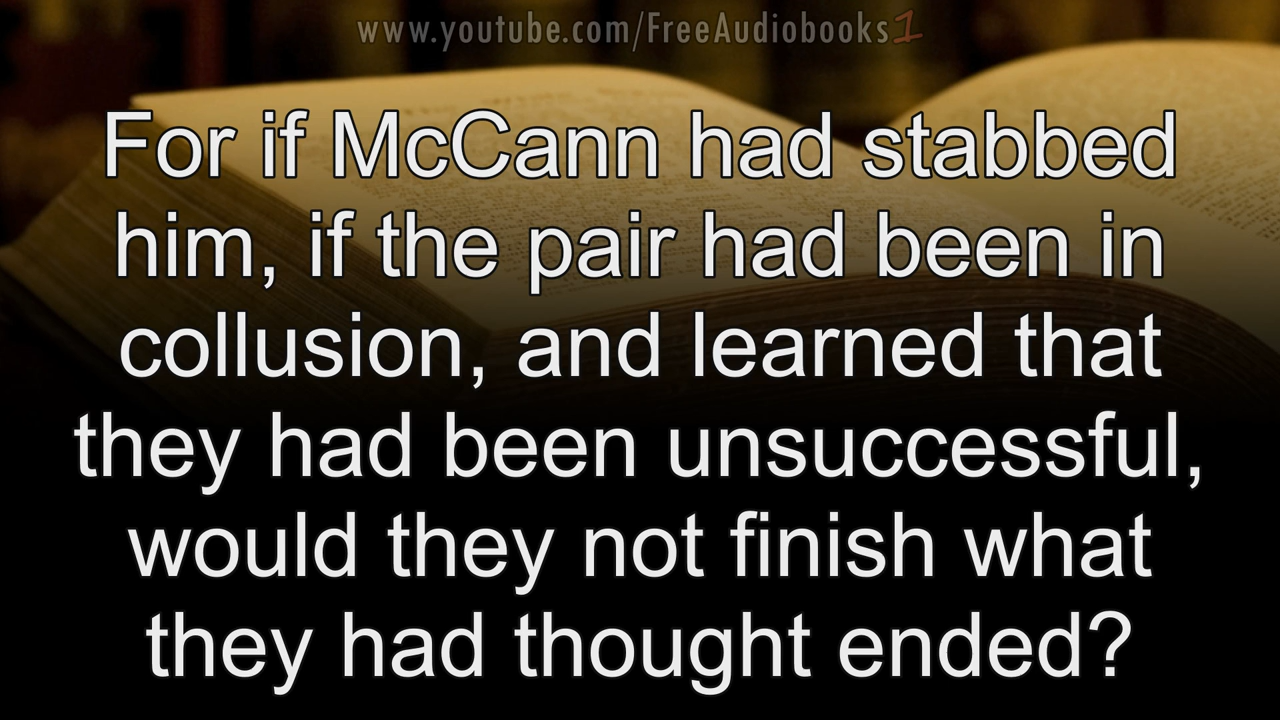 www.youtube.com/FreeAudiobooks1
For if McCann had stabbed
him, if the pair had been in
collusion, and learned that
they had been unsuccessful,
would they not finish what
they had thought ended?